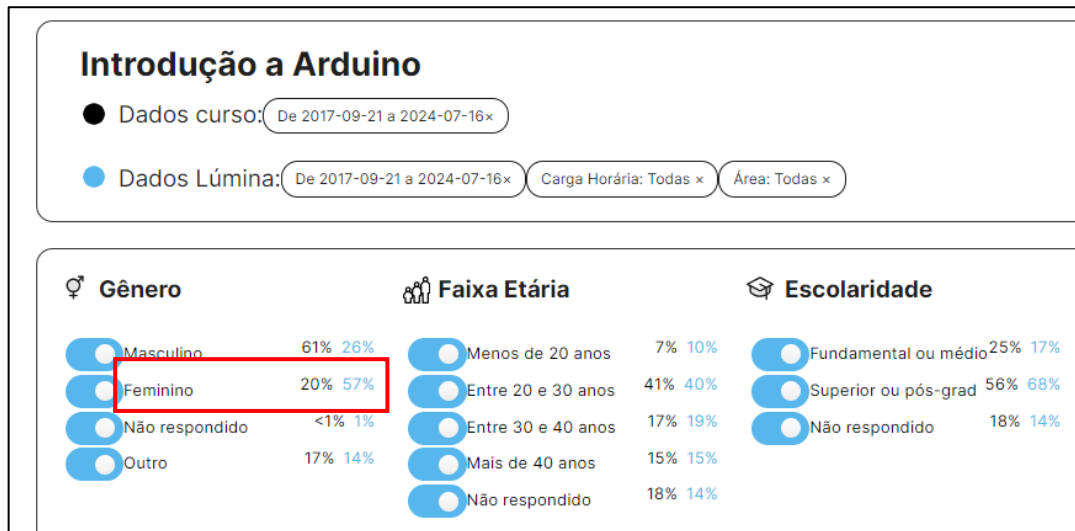 Introdução a Arduino
Dados curso: De 2017-09-21 a 2024-07-16×
Dados Lúmina: De 2017-09-21 a 2024-07-16× Carga Horária: Todas × Área: Todas ×
Gênero
Masculino 61% 26%
Feminino 20% 57%
Não respondido <1% 1%
Outro 17% 14%
Faixa Etária
Menos de 20 anos 7% 10%
Entre 20 e 30 anos 41% 40%
Entre 30 e 40 anos 17% 19%
Mais de 40 anos 15% 15%
Não respondido 18% 14%
Escolaridade
Fundamental ou médio 25% 17%
Superior ou pós-grad 56% 68%
Não respondido 18% 14%